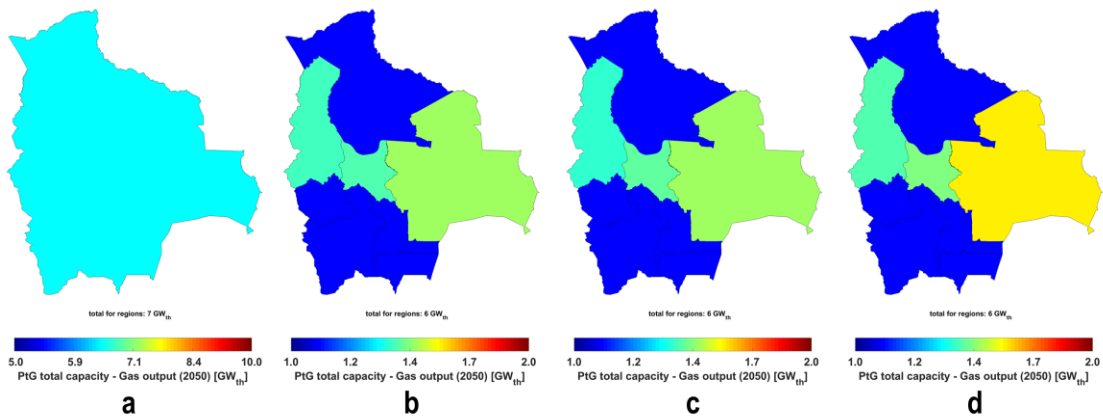 total for regions: 7 GWth
total for regions: 6 GWth
total for regions: 6 GWth
total for regions: 6 GWth
5.0 5.9 7.1 8.4 10.0
1.0 1.2 1.4 1.7 2.0
1.0 1.2 1.4 1.7 2.0
1.0 1.2 1.4 1.7 2.0
PtG total capacity - Gas output (2050) [GWth]
PtG total capacity - Gas output (2050) [GWth]
PtG total capacity - Gas output (2050) [GWth]
PtG total capacity - Gas output (2050) [GWth]
a
b
c
d